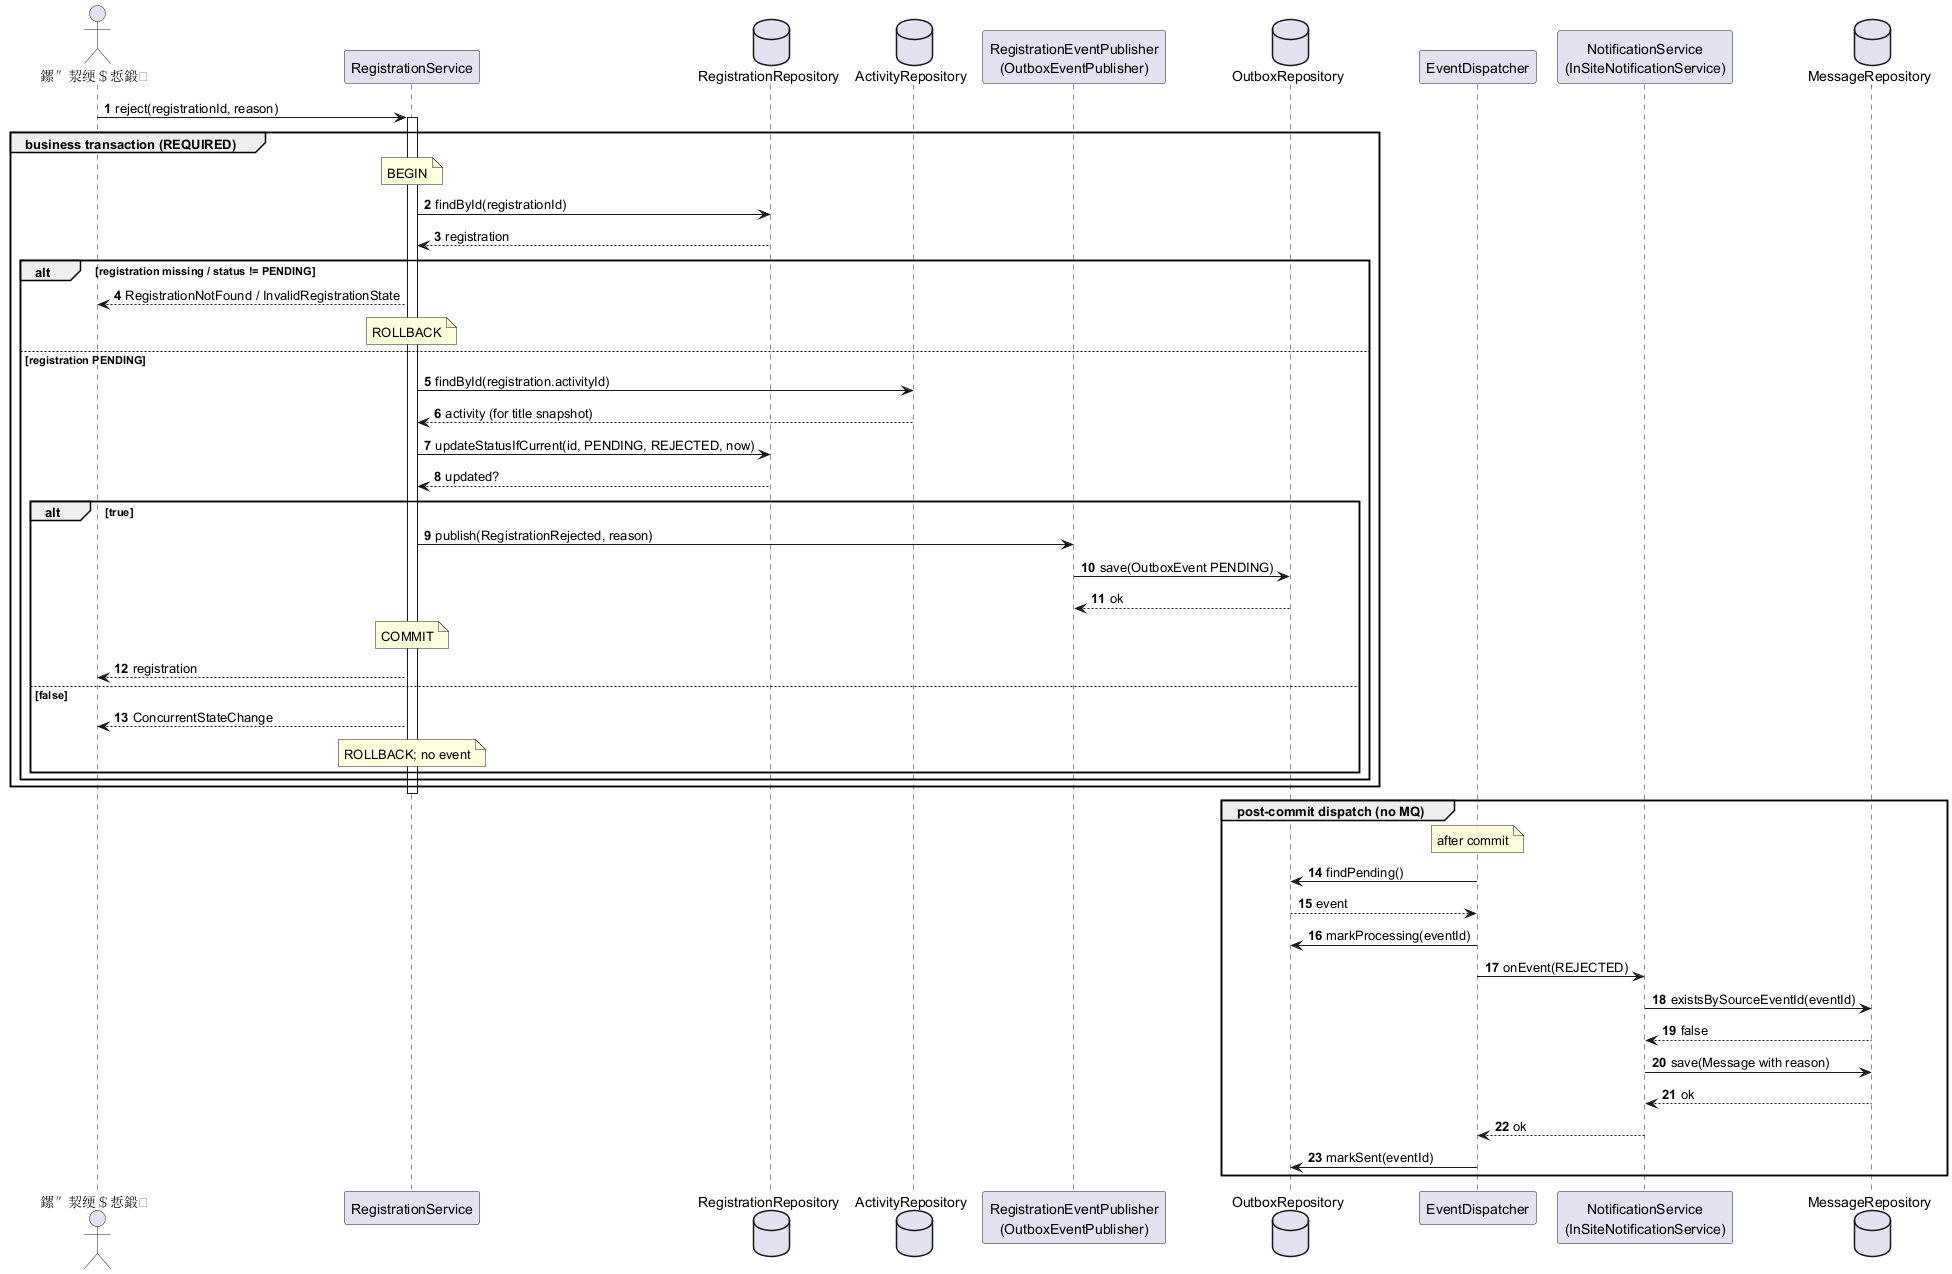 RegistrationService
RegistrationRepository
ActivityRepository
RegistrationEventPublisher
(OutboxEventPublisher)
OutboxRepository
EventDispatcher
NotificationService
(InSiteNotificationService)
MessageRepository
1 reject(registrationId, reason)
business transaction (REQUIRED)
BEGIN
2 findById(registrationId)
3 registration
alt [registration missing / status != PENDING]
4 RegistrationNotFound / InvalidRegistrationState
ROLLBACK
[registration PENDING]
5 findById(registration.activityId)
6 activity (for title snapshot)
7 updateStatusIfCurrent(id, PENDING, REJECTED, now)
8 updated?
alt [true]
9 publish(RegistrationRejected, reason)
10 save(OutboxEvent PENDING)
11 ok
COMMIT
12 registration
[false]
13 ConcurrentStateChange
ROLLBACK; no event
post-commit dispatch (no MQ)
after commit
14 findPending()
15 event
16 markProcessing(eventId)
17 onEvent(REJECTED)
18 existsBySourceEventId(eventId)
19 false
20 save(Message with reason)
21 ok
22 ok
23 markSent(eventId)
RegistrationService
RegistrationRepository
ActivityRepository
RegistrationEventPublisher
(OutboxEventPublisher)
OutboxRepository
EventDispatcher
NotificationService
(InSiteNotificationService)
MessageRepository